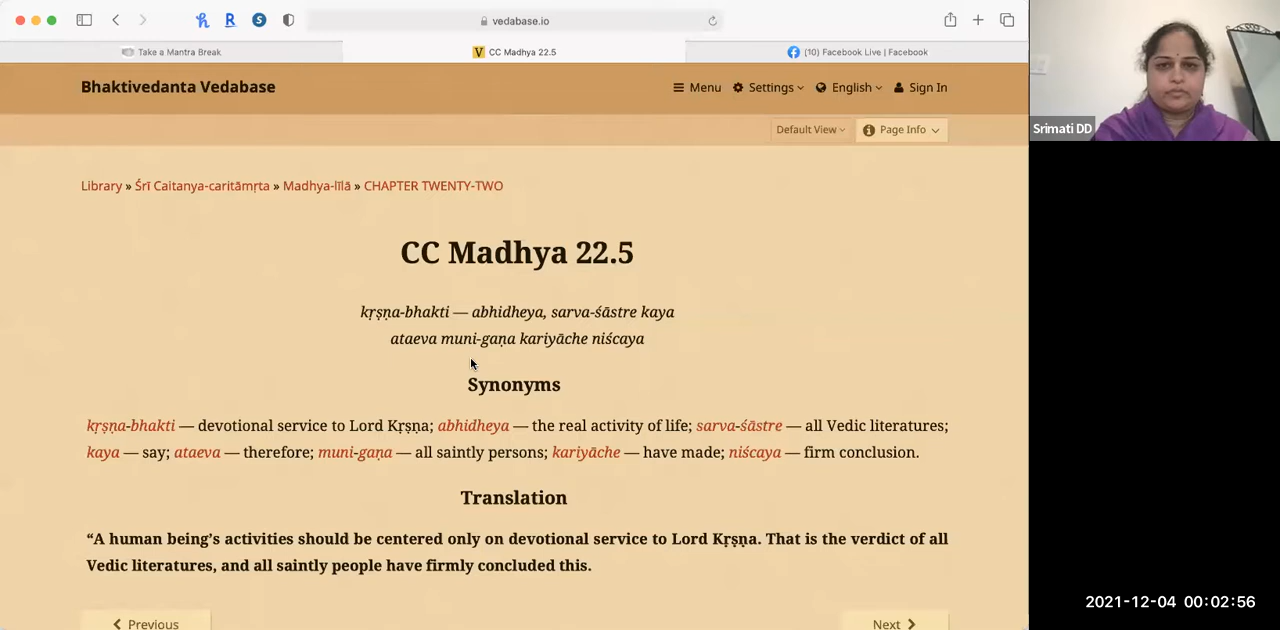 vedabase.io
Take a Mantra Break
CC Madhya 22.5
(10) Facebook Live | Facebook
Bhaktivedanta Vedabase
Menu Settings English Sign In
Default View Page Info
Library » Śrī Caitanya-caritāmṛta » Madhya-līlā » CHAPTER TWENTY-TWO
CC Madhya 22.5
kṛṣṇa-bhakti — abhidheya, sarva-śāstre kaya
ataeva muni-gaṇa kariyāche niścaya
Synonyms
kṛṣṇa-bhakti — devotional service to Lord Kṛṣṇa; abhidheya — the real activity of life; sarva-śāstre — all Vedic literatures;
kaya — say; ataeva — therefore; muni-gaṇa — all saintly persons; kariyāche — have made; niścaya — firm conclusion.
Translation
“A human being’s activities should be centered only on devotional service to Lord Kṛṣṇa. That is the verdict of all
Vedic literatures, and all saintly people have firmly concluded this.
Previous
Next
Srimati DD
2021-12-04 00:02:56